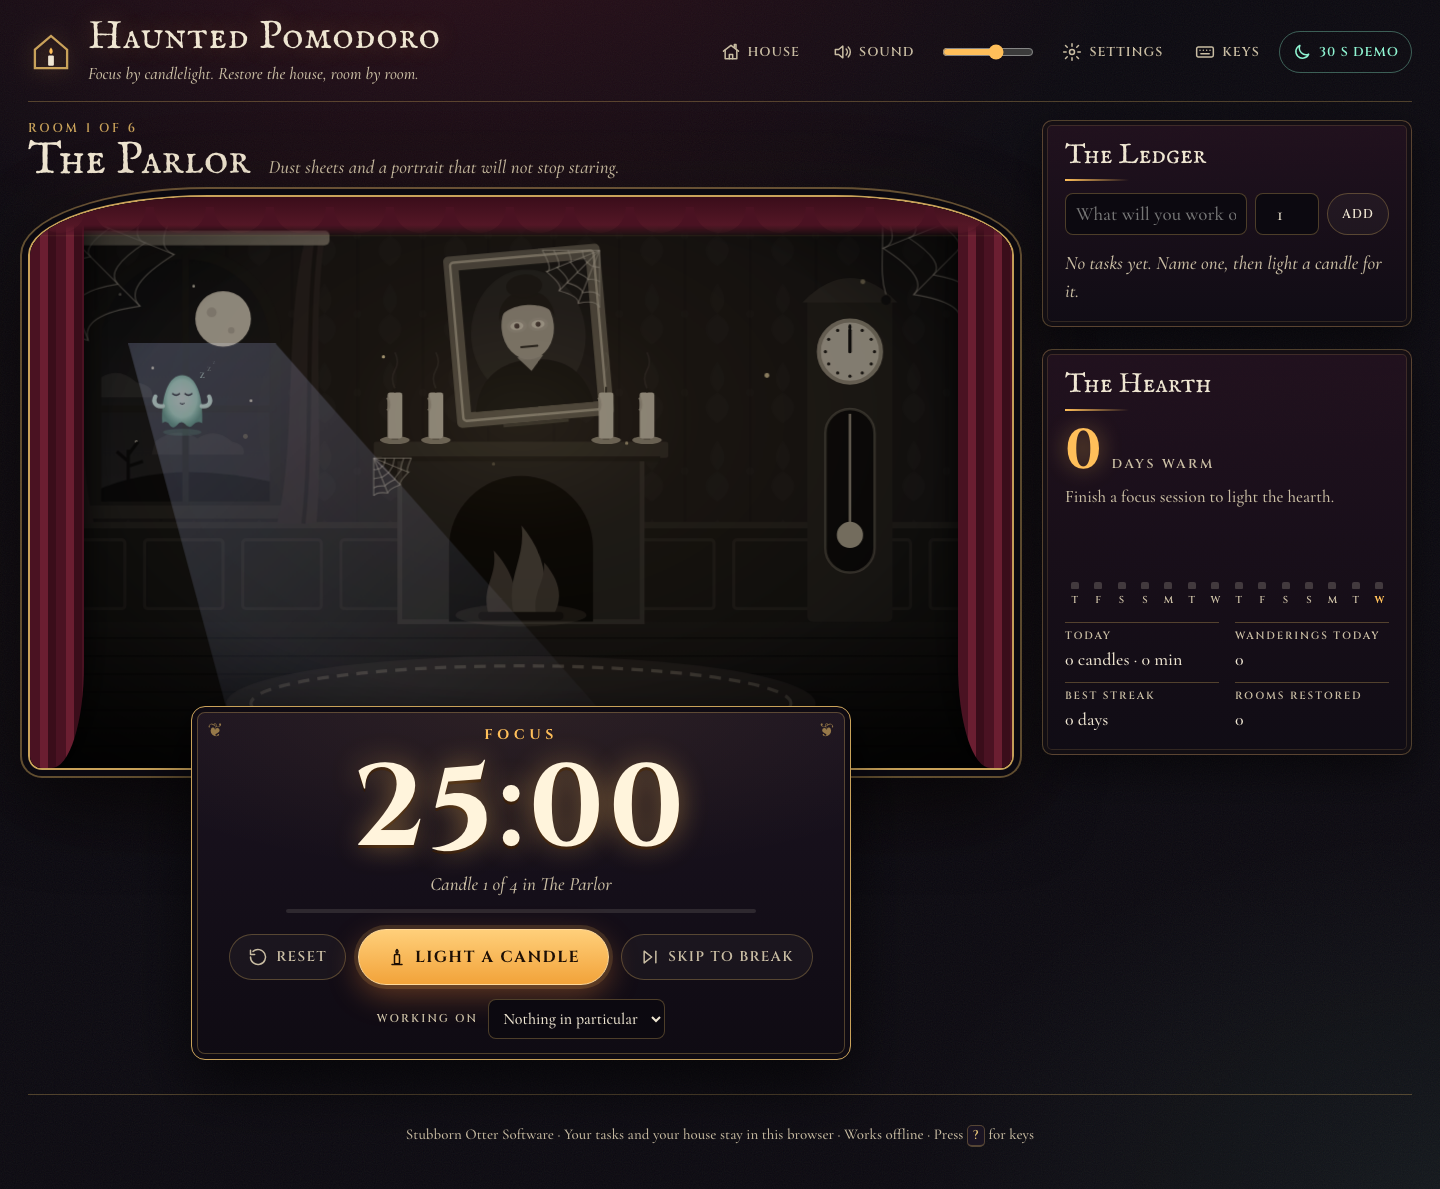 Haunted Pomodoro
Focus by candlelight. Restore the house, room by room.
HOUSE
SOUND
SETTINGS
KEYS
30 S DEMO
ROOM 1 OF 6
The Parlor
Dust sheets and a portrait that will not stop staring.
z z z
FOCUS
25:00
Candle 1 of 4 in The Parlor
RESET
LIGHT A CANDLE
SKIP TO BREAK
WORKING ON Nothing in particular
The Ledger
What will you work o
1
ADD
No tasks yet. Name one, then light a candle for
it.
The Hearth
0 DAYS WARM
Finish a focus session to light the hearth.
T F S S M T W T F S S M T W
TODAY
0 candles · 0 min
WANDERINGS TODAY
0
BEST STREAK
0 days
ROOMS RESTORED
0
Stubborn Otter Software · Your tasks and your house stay in this browser · Works offline · Press ? for keys